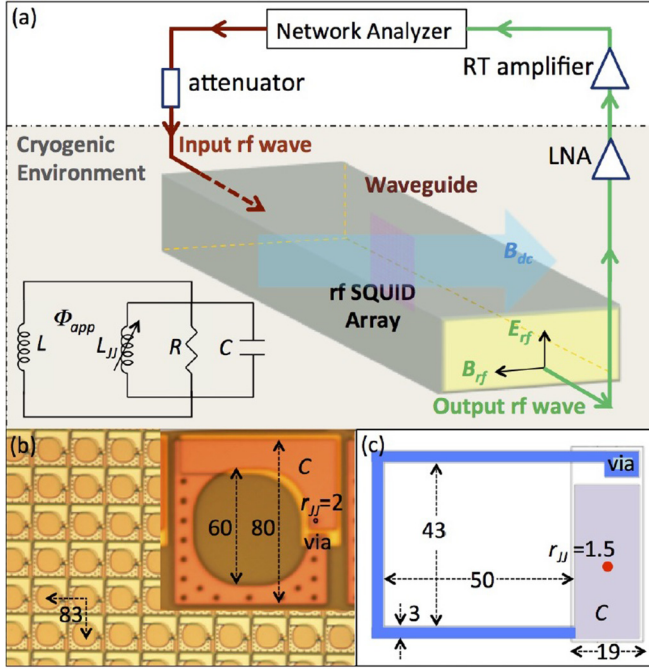 (a)
Network Analyzer
RT amplifier
attenuator
Cryogenic
Environment
Input rf wave
LNA
Waveguide
B_dc
rf SQUID
Array
Φ_app
L
L_JJ
R
C
E_rf
B_rf
Output rf wave
(b)
C
r_JJ=2
60
80
via
83
(c)
via
43
r_JJ=1.5
50
3
C
19